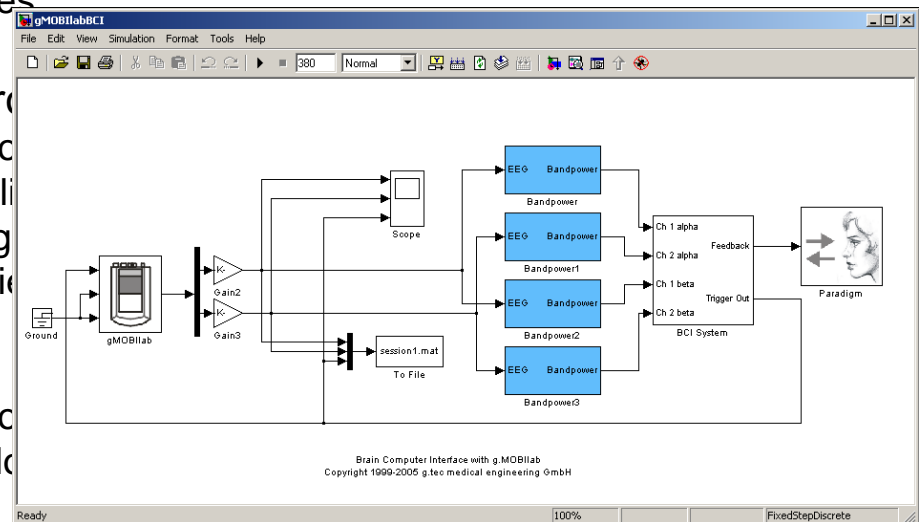 gMOBIlabBCI
File Edit View Simulation Format Tools Help
380 Normal
EEG Bandpower
Bandpower
Scope
EEG Bandpower
Bandpower1
Ch 1 alpha
Ch 2 alpha
Ch 1 beta
Ch 2 beta
Feedback
Trigger Out
BCI System
Paradigm
K-
Gain2
K-
Gain3
Ground
gMOBIlab
EEG Bandpower
Bandpower2
session1.mat
To File
EEG Bandpower
Bandpower3
Brain Computer Interface with g.MOBIlab
Copyright 1999-2005 g.tec medical engineering GmbH
Ready 100% FixedStepDiscrete